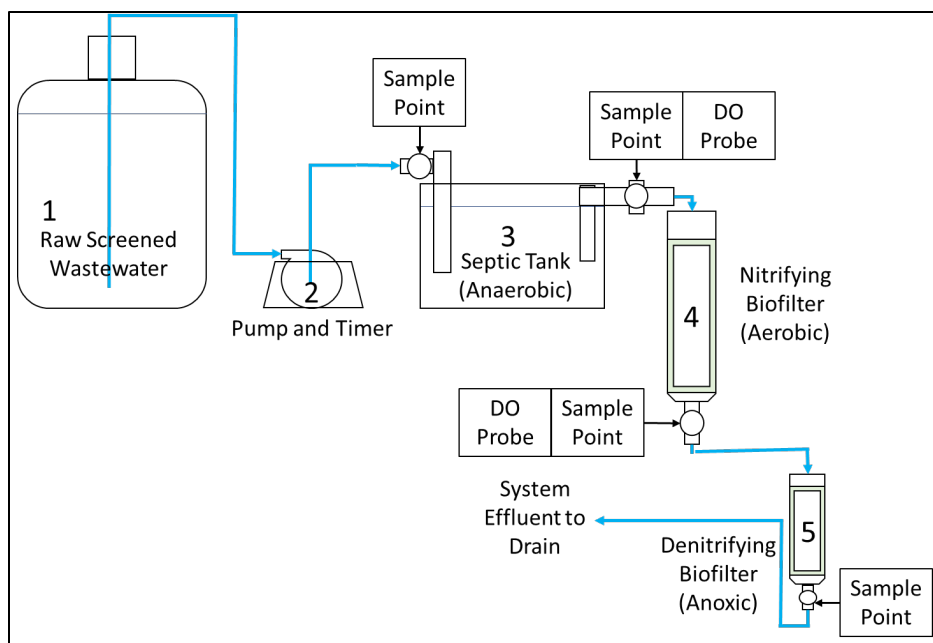 1
Raw Screened
Wastewater
2
Pump and Timer
Sample
Point
3
Septic Tank
(Anaerobic)
Sample
Point
DO
Probe
4
Nitrifying
Biofilter
(Aerobic)
DO
Probe
Sample
Point
System
Effluent to
Drain
5
Denitrifying
Biofilter
(Anoxic)
Sample
Point